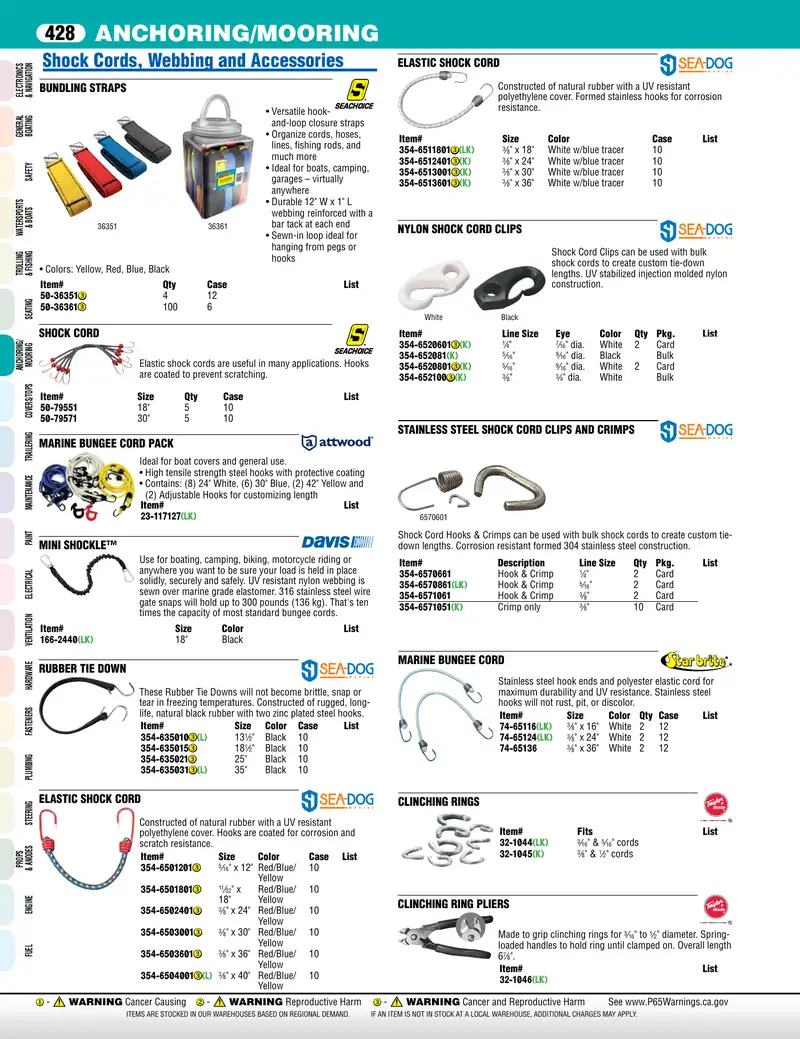 428 ANCHORING/MOORING
Shock Cords, Webbing and Accessories
ELECTRONICS & NAVIGATION
GENERAL BOATING
SAFETY
WATERSPORTS & BOATS
TROLLING & FISHING
SEATING
ANCHORING/ MOORING
COVERS/TOPS
TRAILERING
MAINTENANCE
PAINT
ELECTRICAL
VENTILATION
HARDWARE
FASTENERS
PLUMBING
STEERING
PROPS & ANODES
ENGINE
FUEL
BUNDLING STRAPS
SEACHOICE
• Versatile hook-
and-loop closure straps
• Organize cords, hoses,
lines, fishing rods, and
much more
• Ideal for boats, camping,
garages – virtually
anywhere
• Durable 12" W x 1" L
webbing reinforced with a
bar tack at each end
• Sewn-in loop ideal for
hanging from pegs or
hooks
36351 36361
• Colors: Yellow, Red, Blue, Black
Item# Qty Case List
50-36351 3 4 12
50-36361 3 100 6
SHOCK CORD
SEACHOICE
Elastic shock cords are useful in many applications. Hooks
are coated to prevent scratching.
Item# Size Qty Case List
50-79551 18" 5 10
50-79571 30" 5 10
MARINE BUNGEE CORD PACK
attwood
Ideal for boat covers and general use.
• High tensile strength steel hooks with protective coating
• Contains: (8) 24" White, (6) 30" Blue, (2) 42" Yellow and
(2) Adjustable Hooks for customizing length
Item# List
23-117127(LK)
MINI SHOCKLE™
DAVIS
Use for boating, camping, biking, motorcycle riding or
anywhere you want to be sure your load is held in place
solidly, securely and safely. UV resistant nylon webbing is
sewn over marine grade elastomer. 316 stainless steel wire
gate snaps will hold up to 300 pounds (136 kg). That's ten
times the capacity of most standard bungee cords.
Item# Size Color List
166-2440(LK) 18" Black
RUBBER TIE DOWN
SEA-DOG
These Rubber Tie Downs will not become brittle, snap or
tear in freezing temperatures. Constructed of rugged, long-
life, natural black rubber with two zinc plated steel hooks.
Item# Size Color Case List
354-635010 3 (L) 13½" Black 10
354-635015 3 18½" Black 10
354-635021 3 25" Black 10
354-635031 3 (L) 35" Black 10
ELASTIC SHOCK CORD
SEA-DOG
Constructed of natural rubber with a UV resistant
polyethylene cover. Hooks are coated for corrosion and
scratch resistance.
Item# Size Color Case List
354-6501201 3 5⁄16" x 12" Red/Blue/ 10
Yellow
354-6501801 3 11⁄32" x Red/Blue/ 10
18" Yellow
354-6502401 3 3⁄8" x 24" Red/Blue/ 10
Yellow
354-6503001 3 3⁄8" x 30" Red/Blue/ 10
Yellow
354-6503601 3 3⁄8" x 36" Red/Blue/ 10
Yellow
354-6504001 3 (L) 3⁄8" x 40" Red/Blue/ 10
Yellow
ELASTIC SHOCK CORD
SEA-DOG
Constructed of natural rubber with a UV resistant
polyethylene cover. Formed stainless hooks for corrosion
resistance.
Item# Size Color Case List
354-6511801 3 (LK) 3⁄8" x 18" White w/blue tracer 10
354-6512401 3 (K) 3⁄8" x 24" White w/blue tracer 10
354-6513001 3 (K) 3⁄8" x 30" White w/blue tracer 10
354-6513601 3 (K) 3⁄8" x 36" White w/blue tracer 10
NYLON SHOCK CORD CLIPS
SEA-DOG
Shock Cord Clips can be used with bulk
shock cords to create custom tie-down
lengths. UV stabilized injection molded nylon
construction.
White Black
Item# Line Size Eye Color Qty Pkg. List
354-6520601 3 (K) ¼" 7⁄16" dia. White 2 Card
354-652081(K) 5⁄16" 9⁄16" dia. Black Bulk
354-6520801 3 (K) 5⁄16" 9⁄16" dia. White 2 Card
354-652100 3 (K) 3⁄8" ¾" dia. White Bulk
STAINLESS STEEL SHOCK CORD CLIPS AND CRIMPS
SEA-DOG
6570601
Shock Cord Hooks & Crimps can be used with bulk shock cords to create custom tie-
down lengths. Corrosion resistant formed 304 stainless steel construction.
Item# Description Line Size Qty Pkg. List
354-6570661 Hook & Crimp ¼" 2 Card
354-6570861(LK) Hook & Crimp 5⁄16" 2 Card
354-6571061 Hook & Crimp 3⁄8" 2 Card
354-6571051(K) Crimp only 3⁄8" 10 Card
MARINE BUNGEE CORD
Star brite
Stainless steel hook ends and polyester elastic cord for
maximum durability and UV resistance. Stainless steel
hooks will not rust, pit, or discolor.
Item# Size Color Qty Case List
74-65116(LK) 3⁄8" x 16" White 2 12
74-65124(LK) 3⁄8" x 24" White 2 12
74-65136 3⁄8" x 36" White 2 12
CLINCHING RINGS
Taylor made
Item# Fits List
32-1044(LK) 3⁄16" & 5⁄16" cords
32-1045(K) 3⁄8" & ½" cords
CLINCHING RING PLIERS
Taylor made
Made to grip clinching rings for 3⁄16" to ½" diameter. Spring-
loaded handles to hold ring until clamped on. Overall length
6⅞".
Item# List
32-1046(LK)
1 - WARNING Cancer Causing 2 - WARNING Reproductive Harm 3 - WARNING Cancer and Reproductive Harm See www.P65Warnings.ca.gov
ITEMS ARE STOCKED IN OUR WAREHOUSES BASED ON REGIONAL DEMAND. IF AN ITEM IS NOT IN STOCK AT A LOCAL WAREHOUSE, ADDITIONAL CHARGES MAY APPLY.